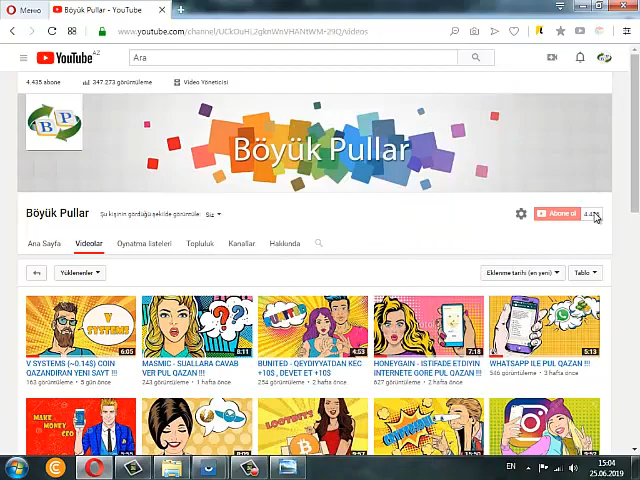 Меню
Böyük Pullar - YouTube
www.youtube.com/channel/UCkOuHL2gknWnVHANtWM-29Q/videos
YouTube AZ
Ara
4.435 abone
347.273 görüntüleme
Video Yöneticisi
BP
Böyük Pullar
Böyük Pullar
Şu kişinin gördüğü şekilde görüntüle: Siz
Abone ol
Ana Sayfa
Videolar
Oynatma listeleri
Topluluk
Kanallar
Hakkında
Yüklenenler
Eklenme tarihi (en yeni)
Tablo
V SYSTEMS
6:05
8:11
BUNITED
4:53
7:18
5:13
V SYSTEMS (~0.14$) COIN QAZANDIRAN YENI SAYT !!!
163 görüntüleme • 5 gün önce
MASMIC - SUALLARA CAVAB VER PUL QAZAN !!!
243 görüntüleme • 1 hafta önce
BUNITED - QEYDIYYATDAN KEC +10$ , DEVET ET +10$
254 görüntüleme • 2 hafta önce
HONEYGAIN - ISTIFADE ETDIYIN INTERNETE GORE PUL QAZAN !!!
627 görüntüleme • 2 hafta önce
WHATSAPP ILE PUL QAZAN !!!
546 görüntüleme • 3 hafta önce
MAKE MONEY CEO
LOOTBITS
EN
15:04
25.06.2019